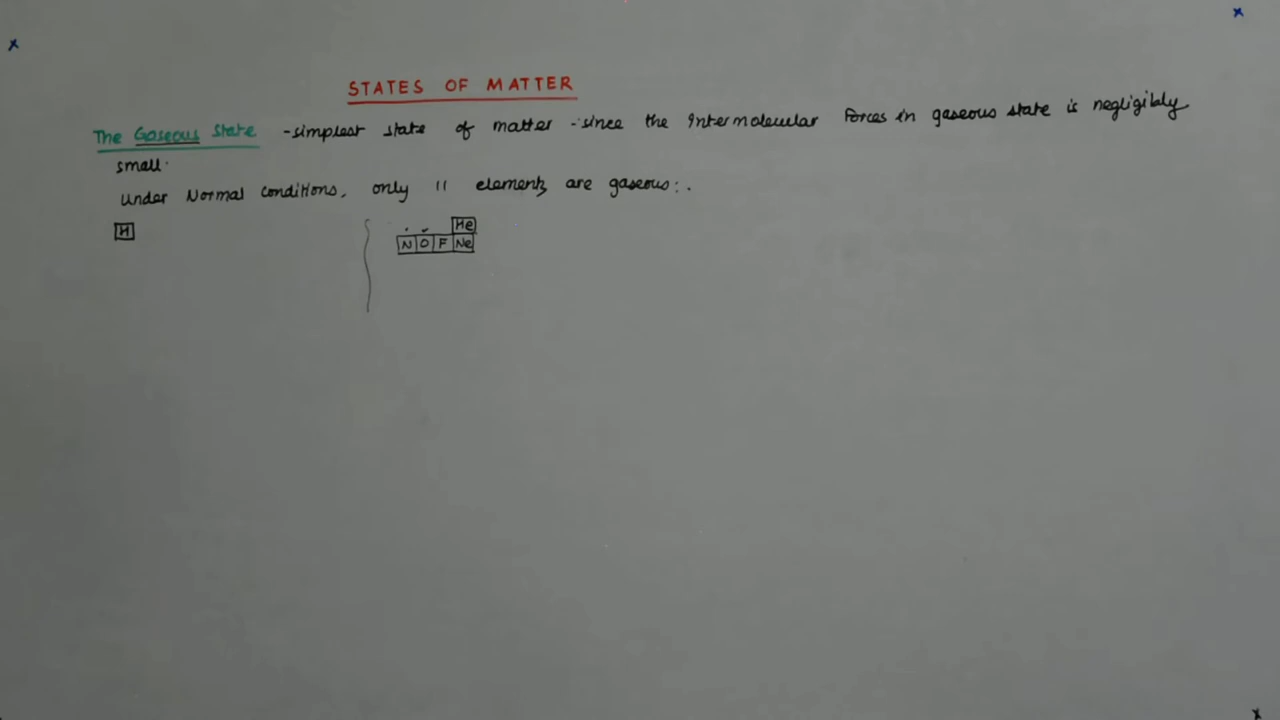 STATES OF MATTER
The Gaseous State - simplest state of matter - since the Intermolecular Forces in gaseous state is negligibly
small.
Under Normal conditions, only 11 elements are gaseous:.
H He
N O F Ne